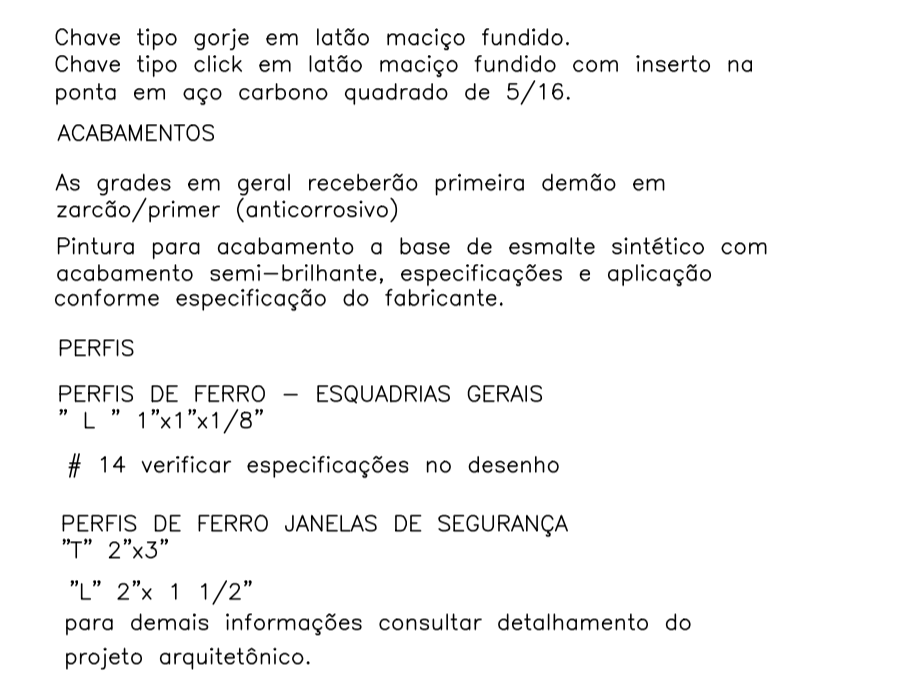 Chave tipo gorje em latão maciço fundido.
Chave tipo click em latão maciço fundido com inserto na
ponta em aço carbono quadrado de 5/16.
ACABAMENTOS
As grades em geral receberão primeira demão em
zarcão/primer (anticorrosivo)
Pintura para acabamento a base de esmalte sintético com
acabamento semi-brilhante, especificações e aplicação
conforme especificação do fabricante.
PERFIS
PERFIS DE FERRO - ESQUADRIAS GERAIS
" L " 1"x1"x1/8"
# 14 verificar especificações no desenho
PERFIS DE FERRO JANELAS DE SEGURANÇA
"T" 2"x3"
"L" 2"x 1 1/2"
para demais informações consultar detalhamento do
projeto arquitetônico.